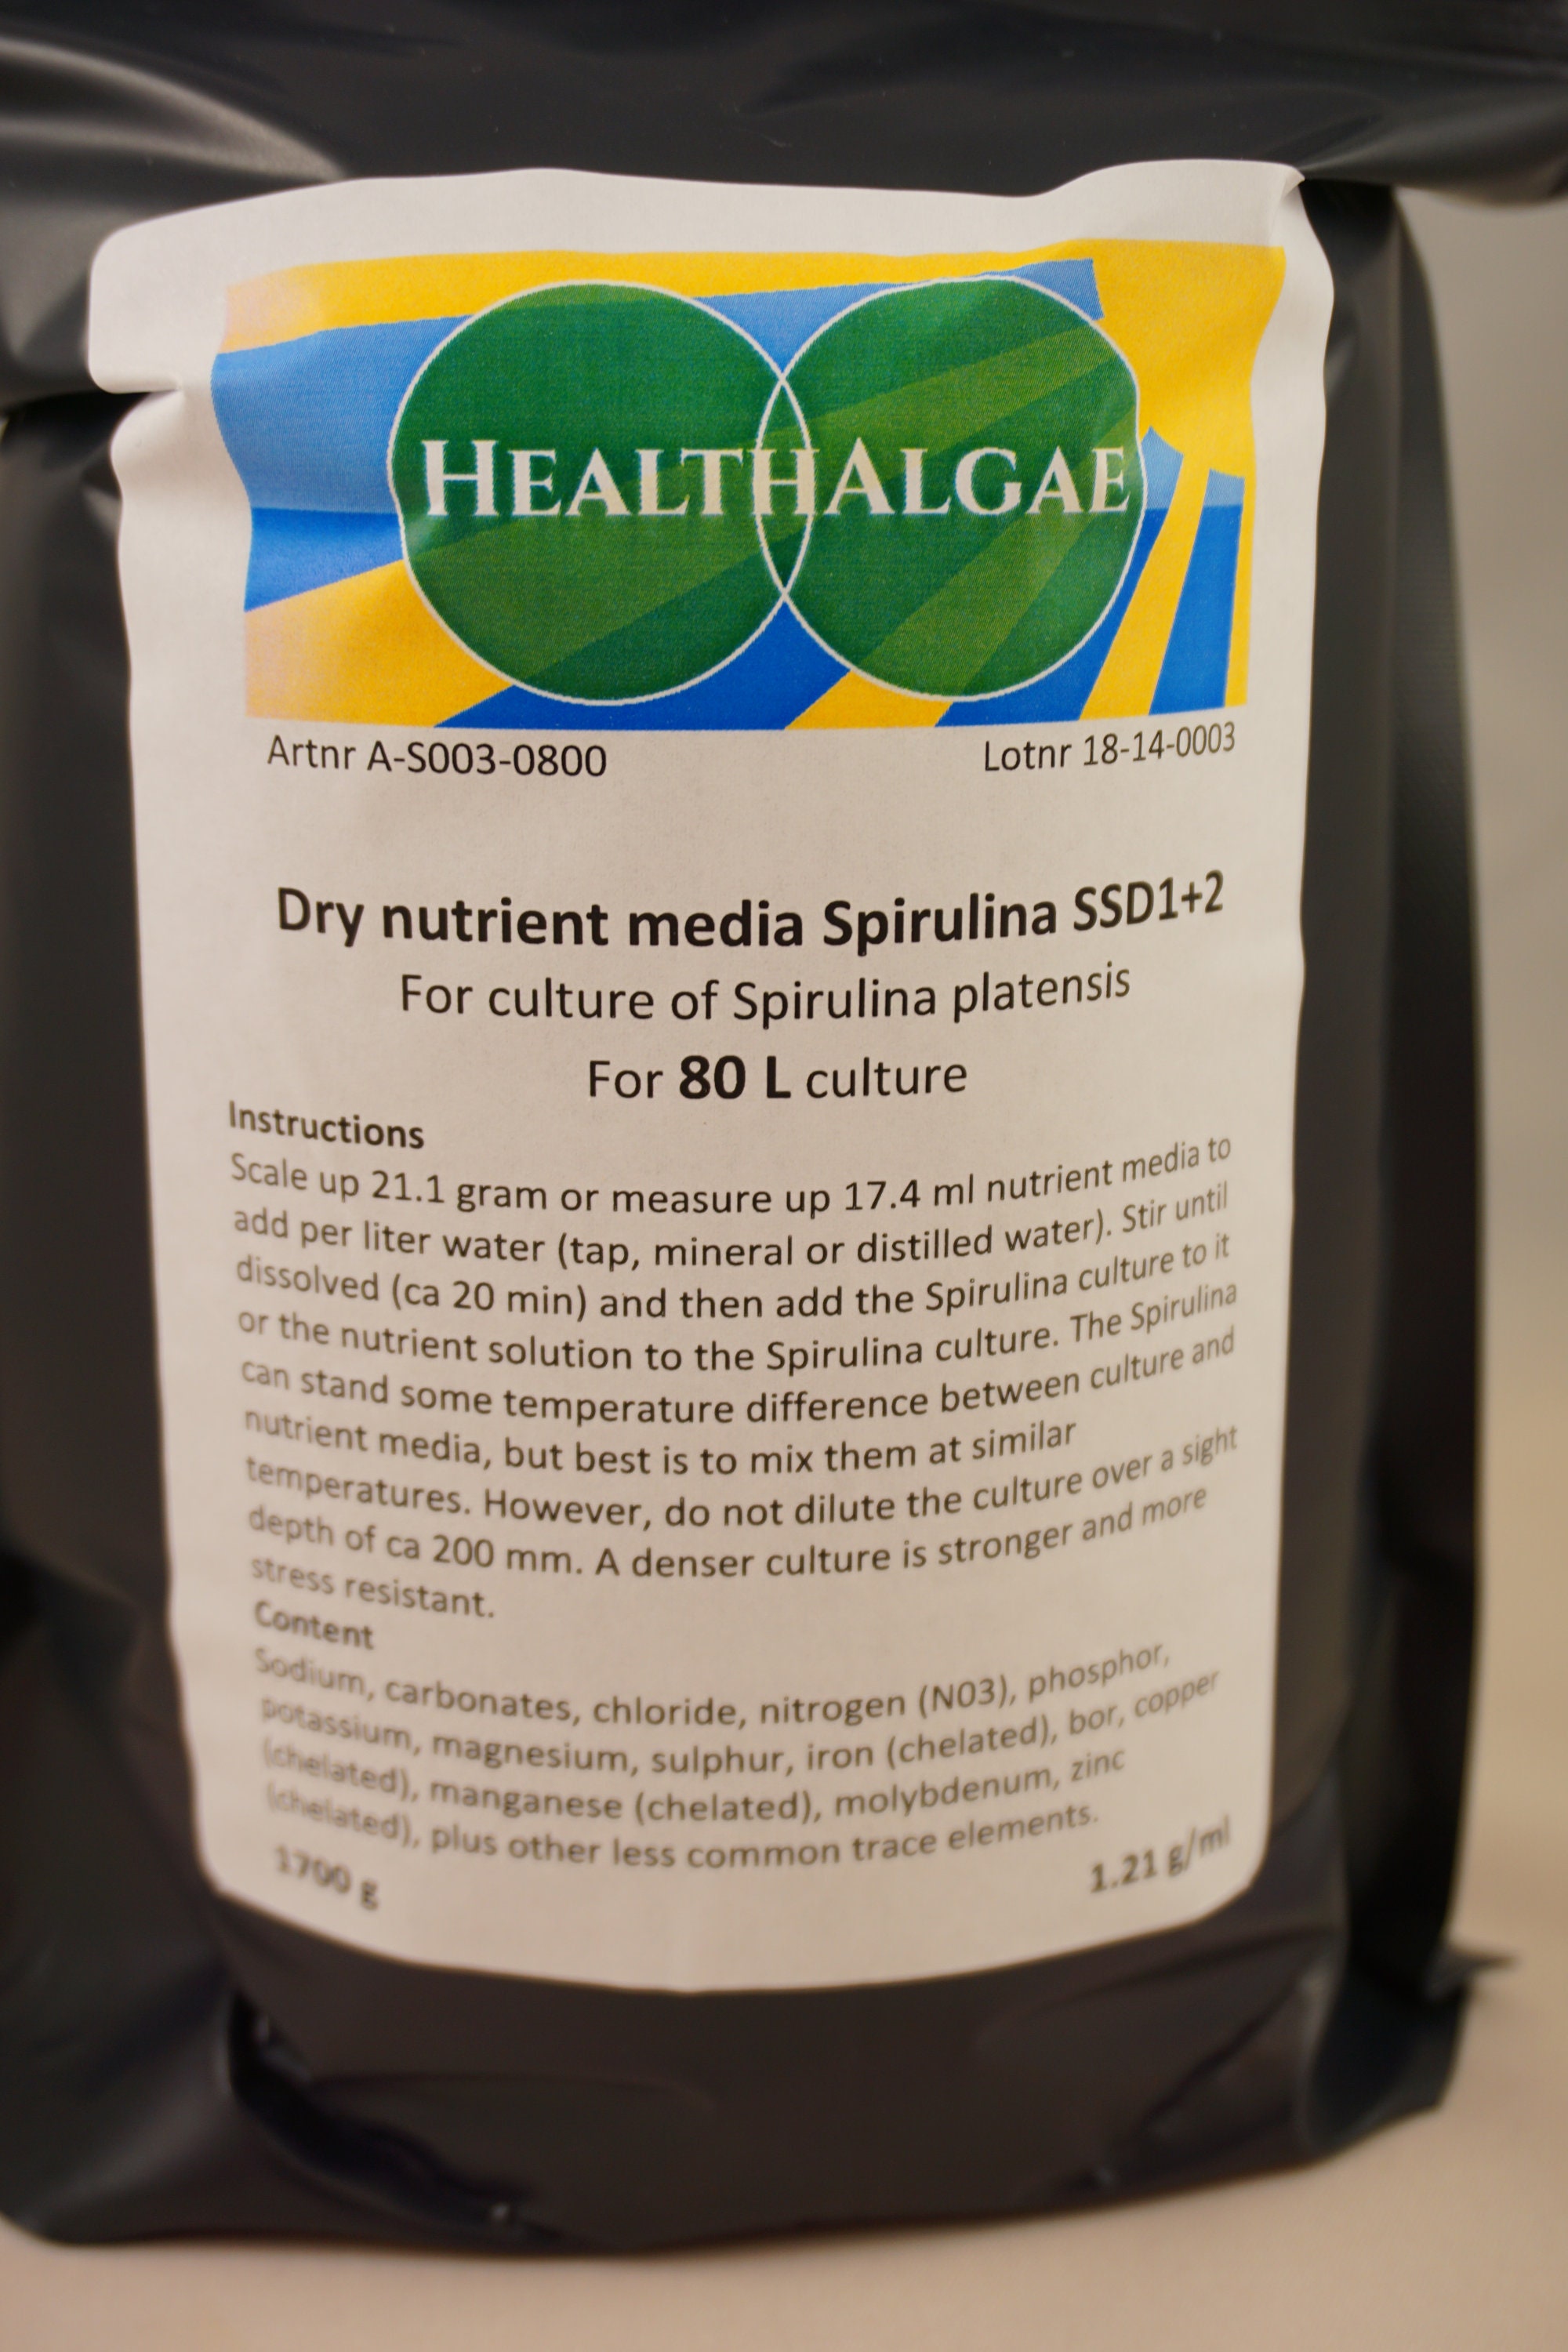 HEALTHALGAE
Artnr A-S003-0800 Lotnr 18-14-0003
Dry nutrient media Spirulina SSD1+2
For culture of Spirulina platensis
For 80 L culture
Instructions
Scale up 21.1 gram or measure up 17.4 ml nutrient media to
add per liter water (tap, mineral or distilled water). Stir until
dissolved (ca 20 min) and then add the Spirulina culture to it
or the nutrient solution to the Spirulina culture. The Spirulina
can stand some temperature difference between culture and
nutrient media, but best is to mix them at similar
temperatures. However, do not dilute the culture over a sight
depth of ca 200 mm. A denser culture is stronger and more
stress resistant.
Content
Sodium, carbonates, chloride, nitrogen (N03), phosphor,
potassium, magnesium, sulphur, iron (chelated), bor, copper
(chelated), manganese (chelated), molybdenum, zinc
(chelated), plus other less common trace elements.
1700 g 1.21 g/ml